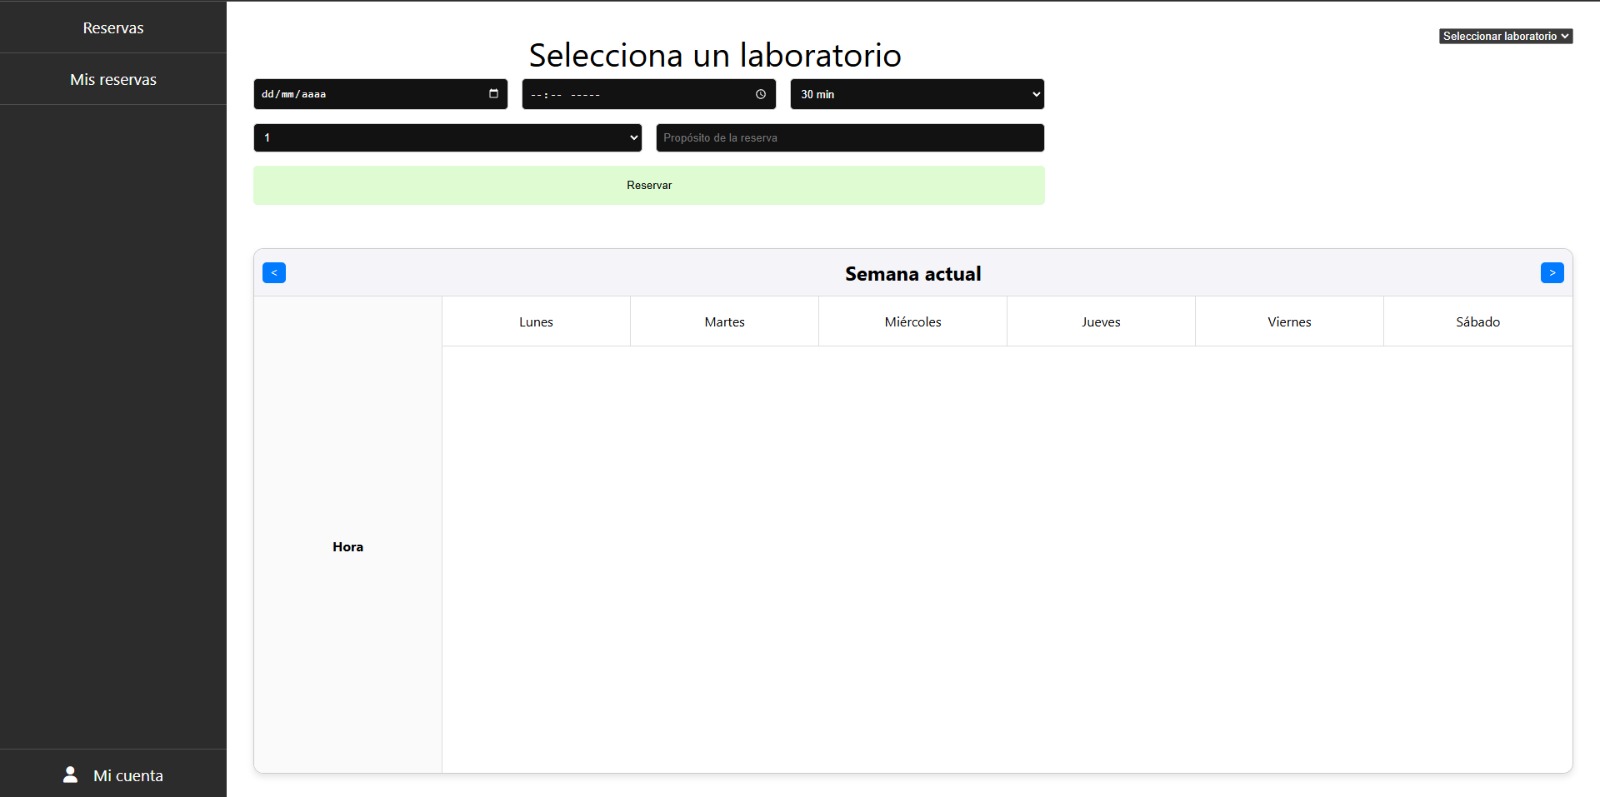 Reservas
Mis reservas
Seleccionar laboratorio
Selecciona un laboratorio
dd/mm/aaaa
--:-- -----
30 min
1
Propósito de la reserva
Reservar
< Semana actual >
Lunes Martes Miércoles Jueves Viernes Sábado
Hora
Mi cuenta